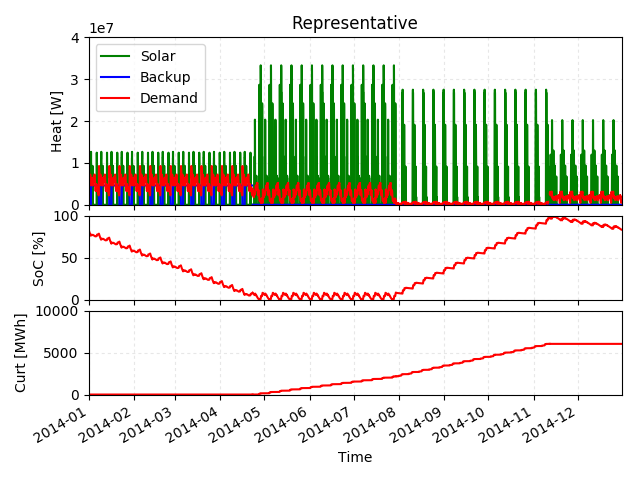 Representative
1e7
Heat [W]
4
3
2
1
0
Solar
Backup
Demand
SoC [%]
100
50
0
Curt [MWh]
10000
5000
0
2014-01
2014-02
2014-03
2014-04
2014-05
2014-06
2014-07
2014-08
2014-09
2014-10
2014-11
2014-12
Time